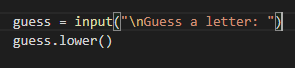 guess = input("\nGuess a letter: ")
guess.lower()